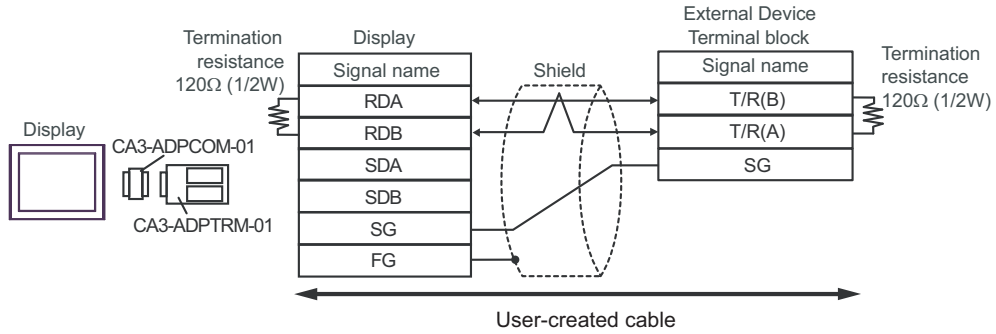 External Device
Termination
resistance
120Ω (1/2W)
Display
Terminal block
Termination
resistance
120Ω (1/2W)
Signal name
Shield
Signal name
RDA
T/R(B)
Display
RDB
T/R(A)
CA3-ADPCOM-01
SDA
SG
SDB
CA3-ADPTRM-01
SG
FG
User-created cable